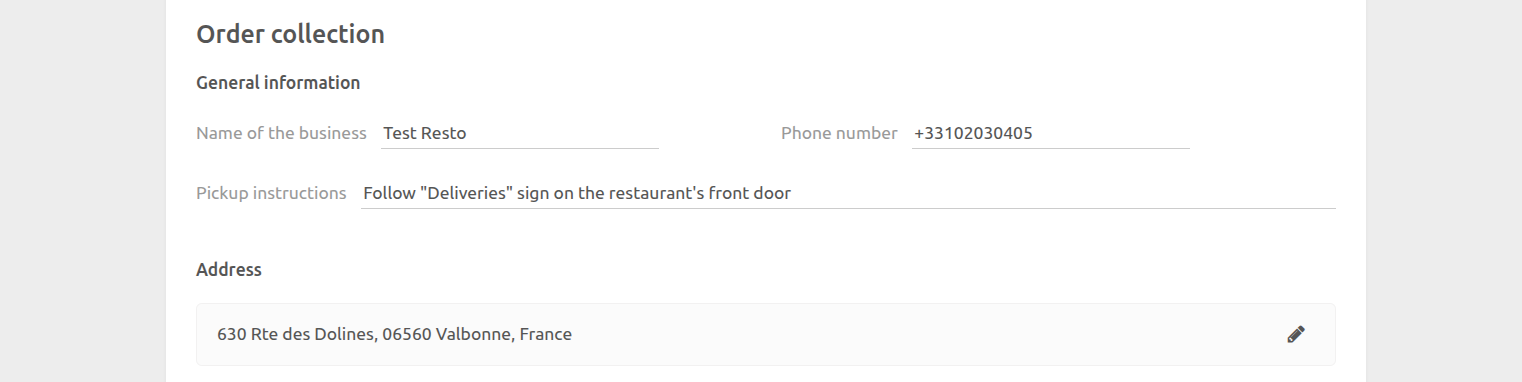 Order collection
General information
Name of the business Test Resto Phone number +33102030405
Pickup instructions Follow "Deliveries" sign on the restaurant's front door
Address
630 Rte des Dolines, 06560 Valbonne, France